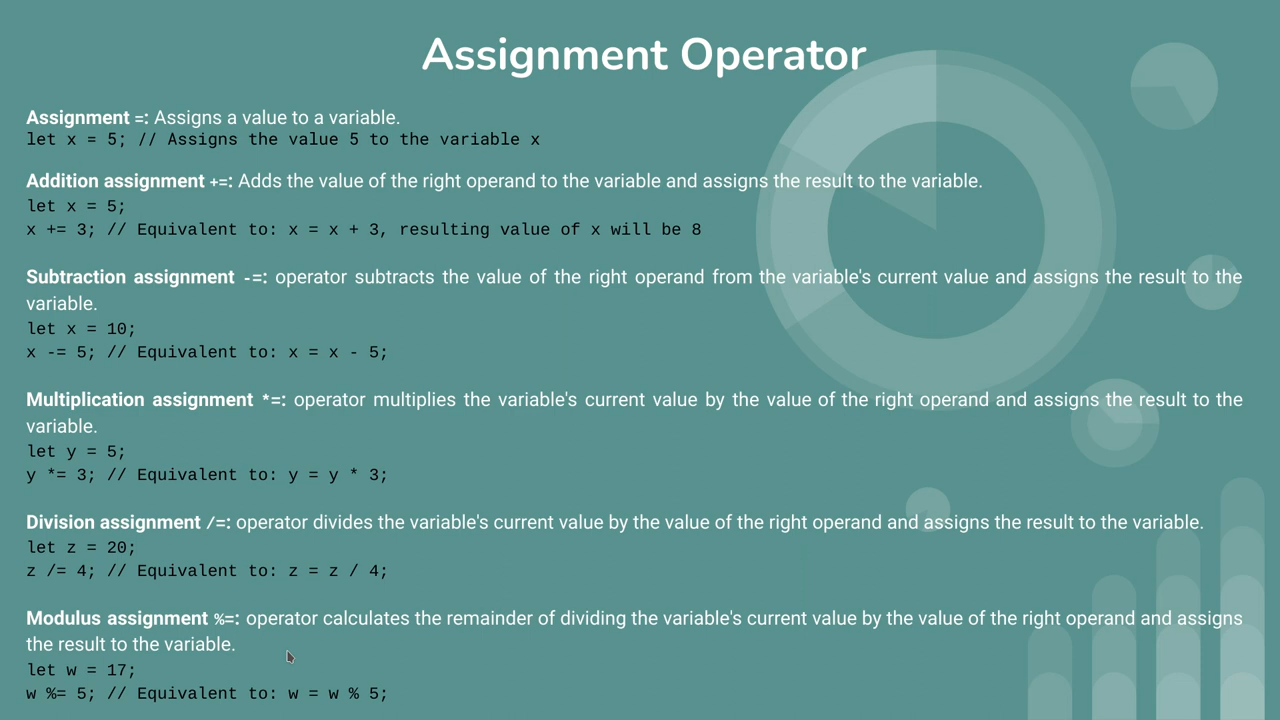 Assignment Operator
Assignment =: Assigns a value to a variable.
let x = 5; // Assigns the value 5 to the variable x
Addition assignment +=: Adds the value of the right operand to the variable and assigns the result to the variable.
let x = 5;
x += 3; // Equivalent to: x = x + 3, resulting value of x will be 8
Subtraction assignment -=: operator subtracts the value of the right operand from the variable's current value and assigns the result to the
variable.
let x = 10;
x -= 5; // Equivalent to: x = x - 5;
Multiplication assignment *=: operator multiplies the variable's current value by the value of the right operand and assigns the result to the
variable.
let y = 5;
y *= 3; // Equivalent to: y = y * 3;
Division assignment /=: operator divides the variable's current value by the value of the right operand and assigns the result to the variable.
let z = 20;
z /= 4; // Equivalent to: z = z / 4;
Modulus assignment %=: operator calculates the remainder of dividing the variable's current value by the value of the right operand and assigns
the result to the variable.
let w = 17;
w %= 5; // Equivalent to: w = w % 5;